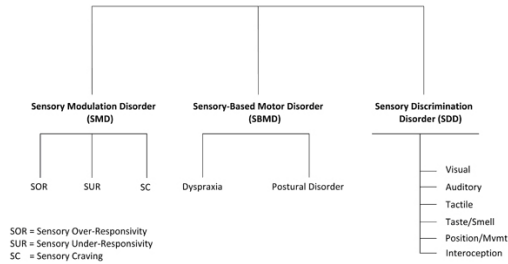 Sensory Modulation Disorder
(SMD)
Sensory-Based Motor Disorder
(SBMD)
Sensory Discrimination
Disorder (SDD)
SOR
SUR
SC
Dyspraxia
Postural Disorder
Visual
Auditory
Tactile
Taste/Smell
Position/Mvmt
Interoception
SOR = Sensory Over-Responsivity
SUR = Sensory Under-Responsivity
SC = Sensory Craving